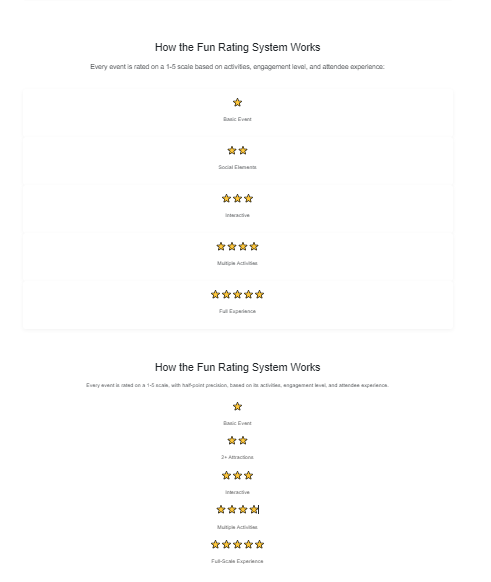 How the Fun Rating System Works
Every event is rated on a 1-5 scale based on activities, engagement level, and attendee experience:
Basic Event
Social Elements
Interactive
Multiple Activities
Full Experience
How the Fun Rating System Works
Every event is rated on a 1-5 scale, with half-point precision, based on its activities, engagement level, and attendee experience.
Basic Event
2+ Attractions
Interactive
Multiple Activities
Full-Scale Experience